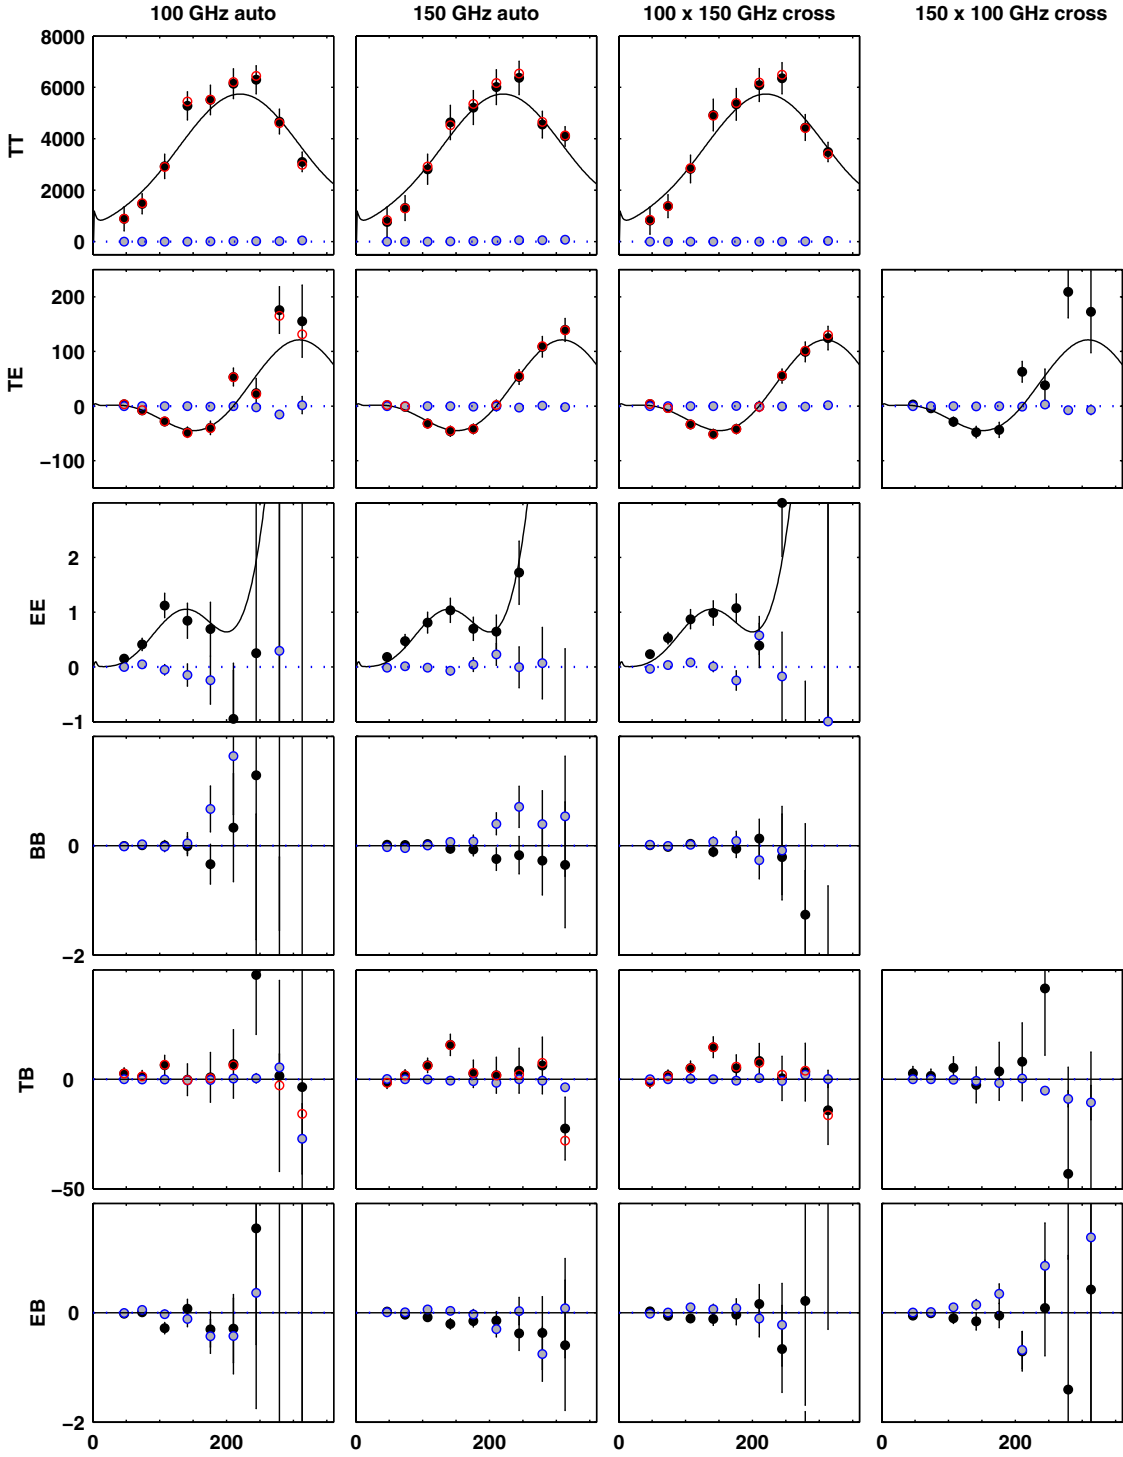 100 GHz auto 150 GHz auto 100 x 150 GHz cross 150 x 100 GHz cross
8000
6000
4000
2000
0
TT
200
100
0
−100
TE
2
1
0
−1
EE
0
−2
BB
0
−50
TB
0
−2
EB
0 200 0 200 0 200 0 200